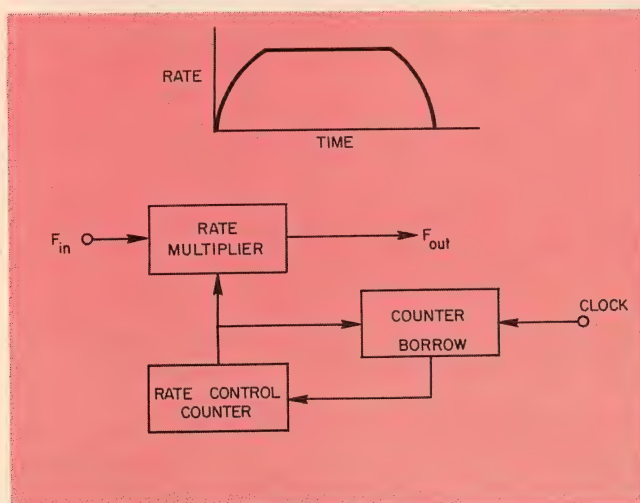 RATE
TIME
F_in
RATE
MULTIPLIER
F_out
CLOCK
COUNTER
BORROW
RATE CONTROL
COUNTER